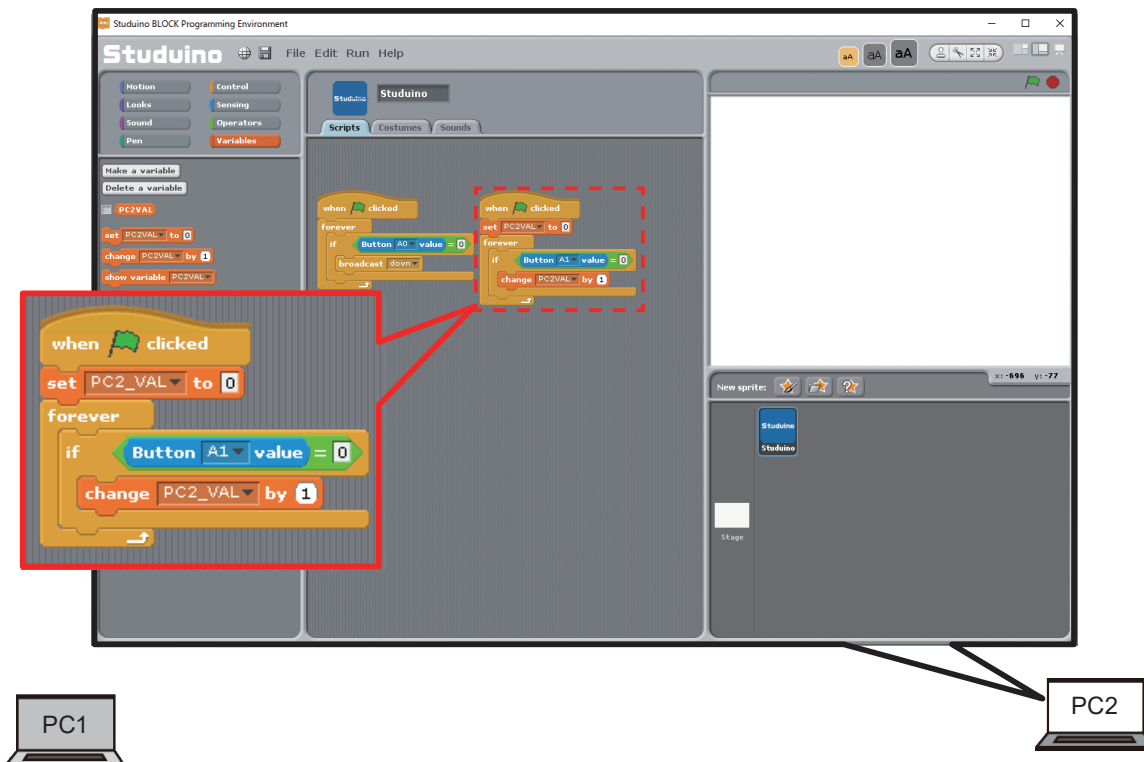 Studuino BLOCK Programming Environment
Studuino File Edit Run Help aA aA aA
Motion Control
Looks Sensing
Sound Operators
Pen Variables
Make a variable
Delete a variable
PC2VAL
set PC2VAL to 0
change PC2VAL by 1
show variable PC2VAL
Studuino Studuino
Scripts Costumes Sounds
when clicked
forever
if Button A0 value = 0
broadcast down
when clicked
set PC2VAL to 0
forever
if Button A1 value = 0
change PC2VAL by 1
when clicked
set PC2_VAL to 0
forever
if Button A1 value = 0
change PC2_VAL by 1
x: -696 y: -77
New sprite:
Studuino
Studuino
Stage
PC1
PC2